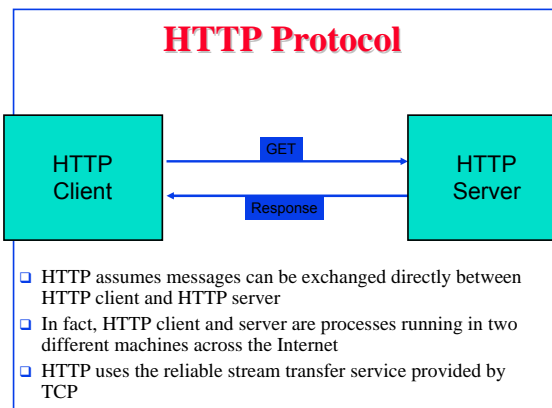 HTTP Protocol
HTTP
Client
GET
Response
HTTP
Server
HTTP assumes messages can be exchanged directly between
HTTP client and HTTP server
In fact, HTTP client and server are processes running in two
different machines across the Internet
HTTP uses the reliable stream transfer service provided by
TCP